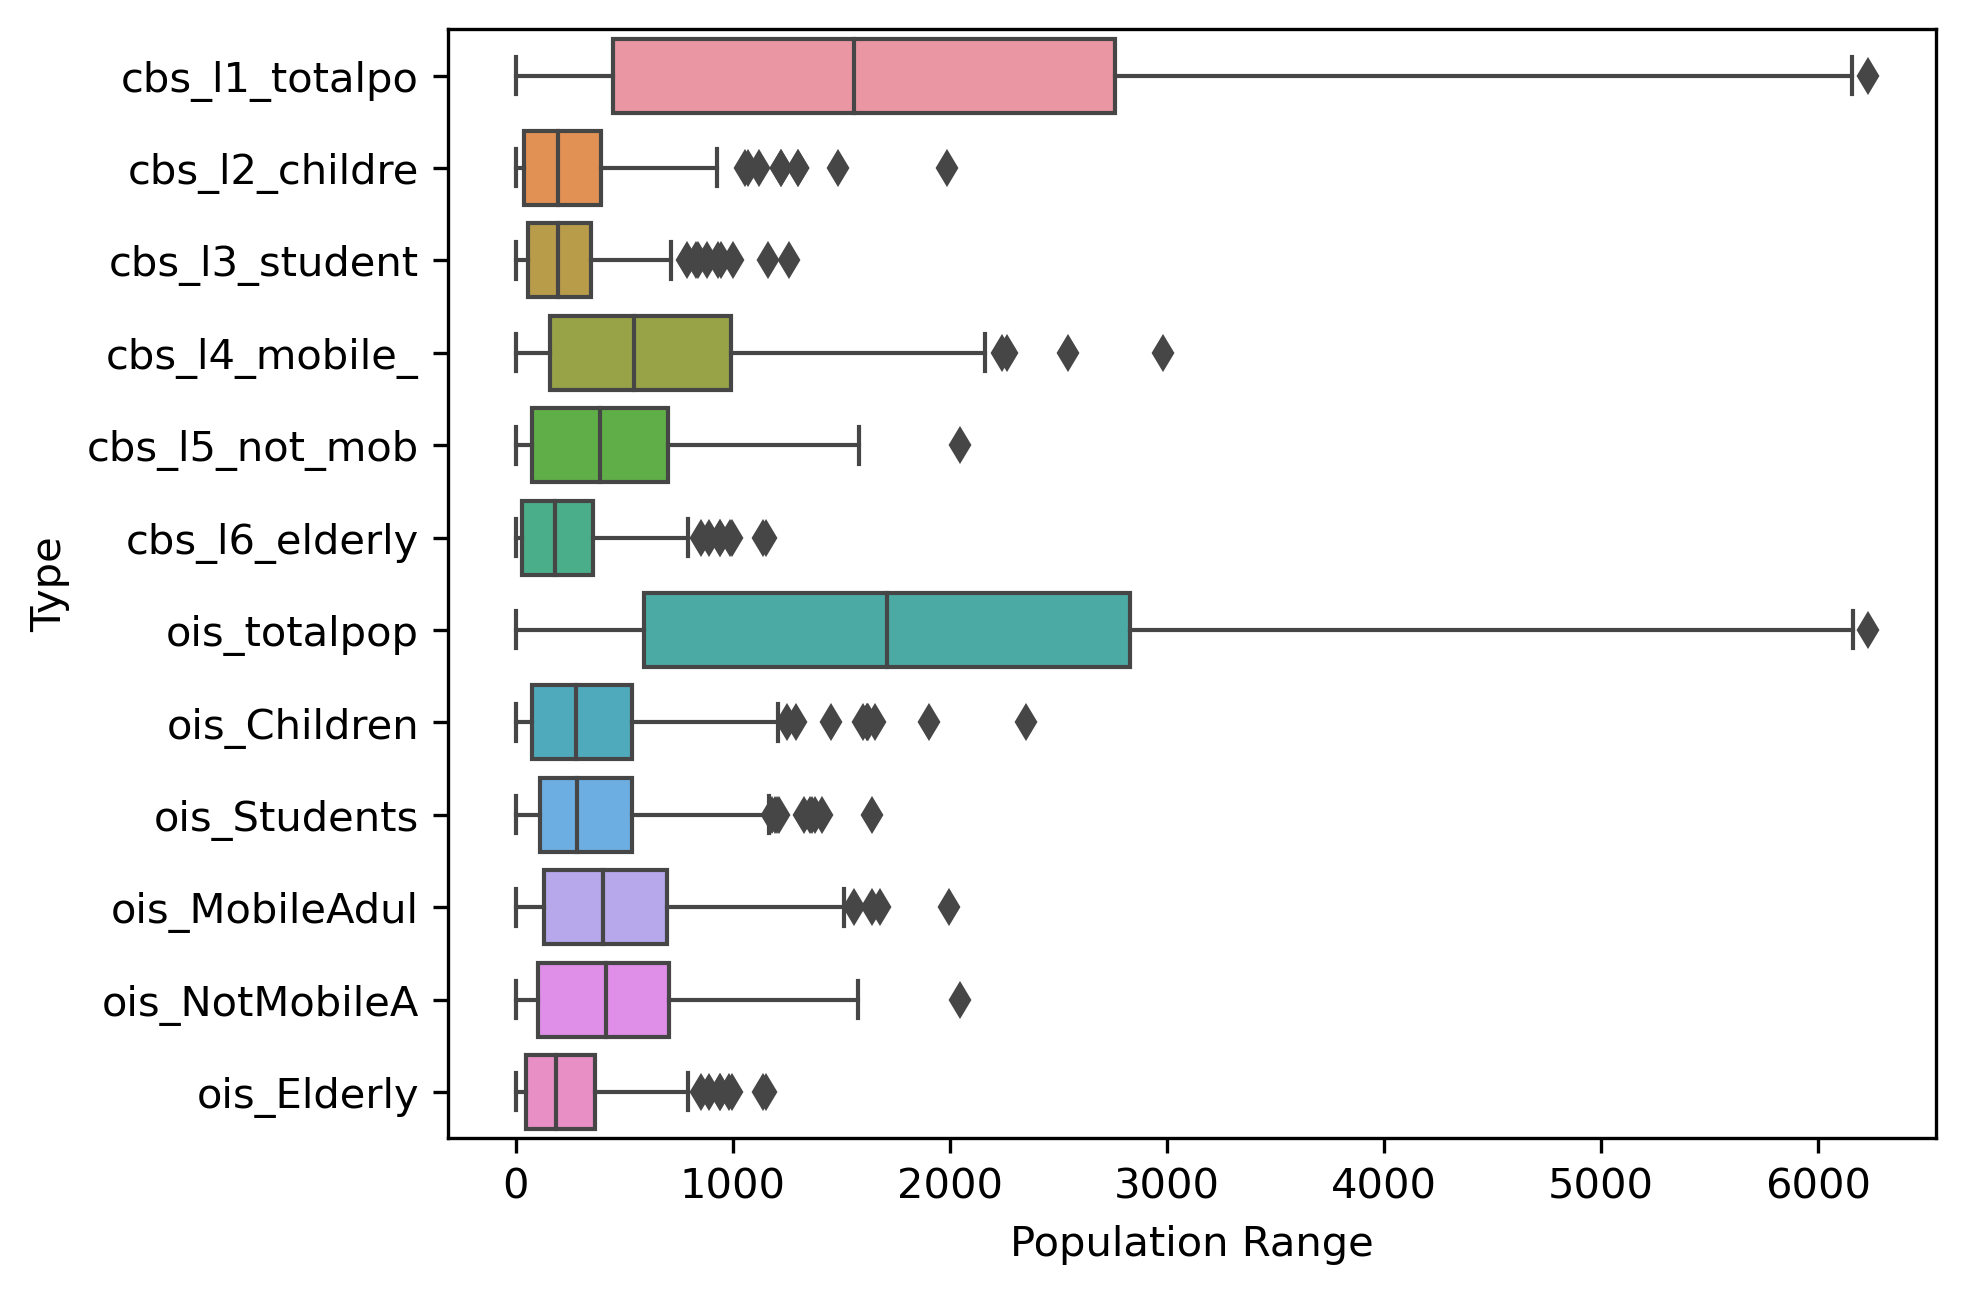 cbs_l1_totalpo
cbs_l2_childre
cbs_l3_student
cbs_l4_mobile_
cbs_l5_not_mob
cbs_l6_elderly
ois_totalpop
ois_Children
ois_Students
ois_MobileAdul
ois_NotMobileA
ois_Elderly
Type
0 1000 2000 3000 4000 5000 6000
Population Range